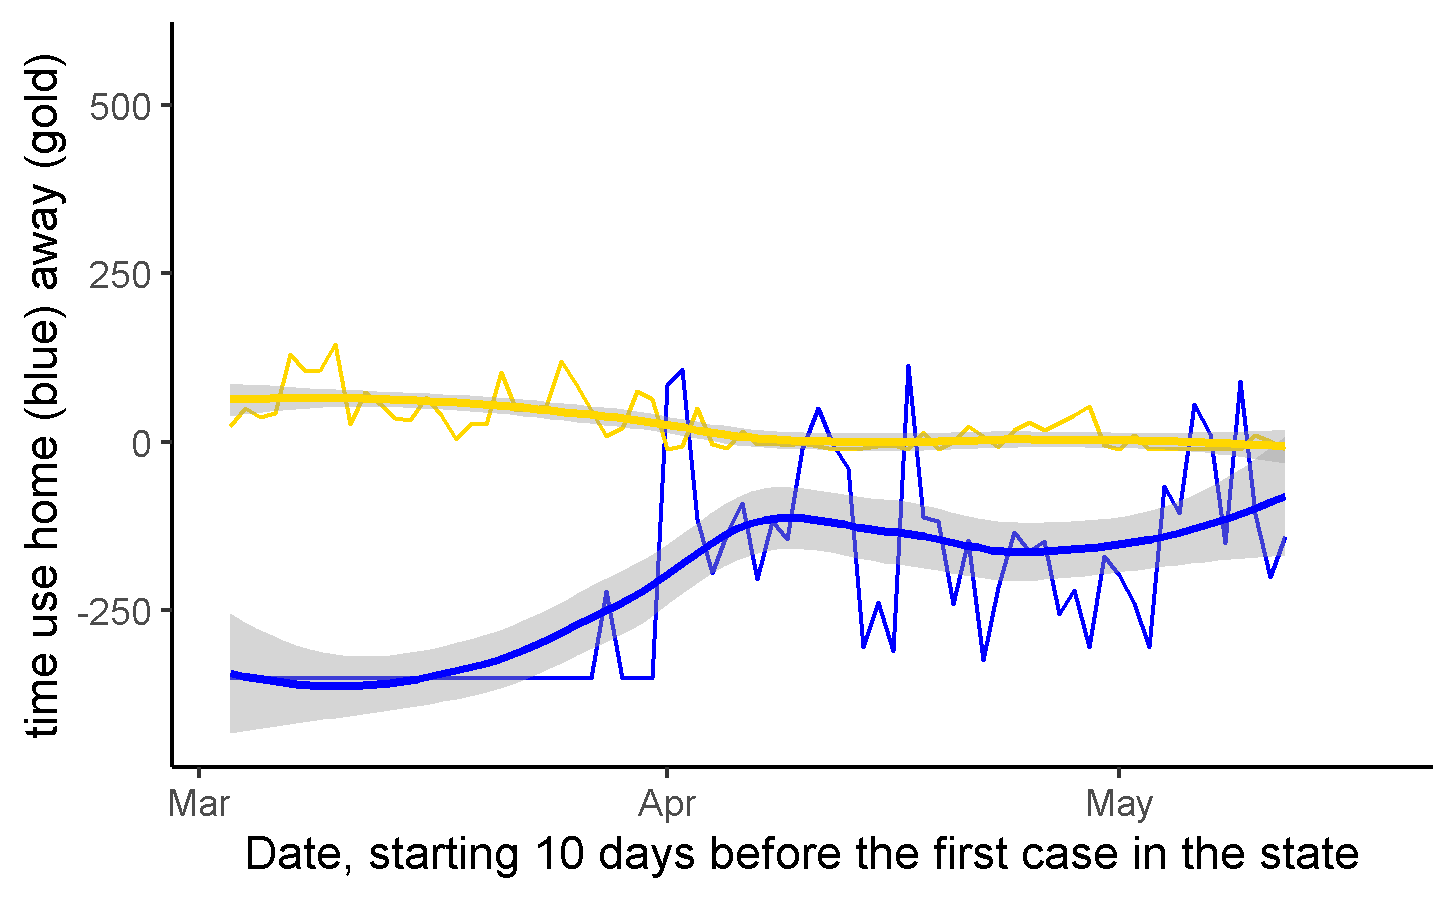 time use home (blue) away (gold)
500
250
0
-250
Mar
Apr
May
Date, starting 10 days before the first case in the state